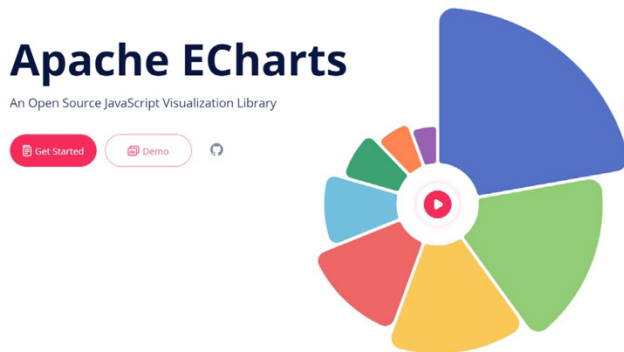 Apache ECharts
An Open Source JavaScript Visualization Library
Get Started
Demo